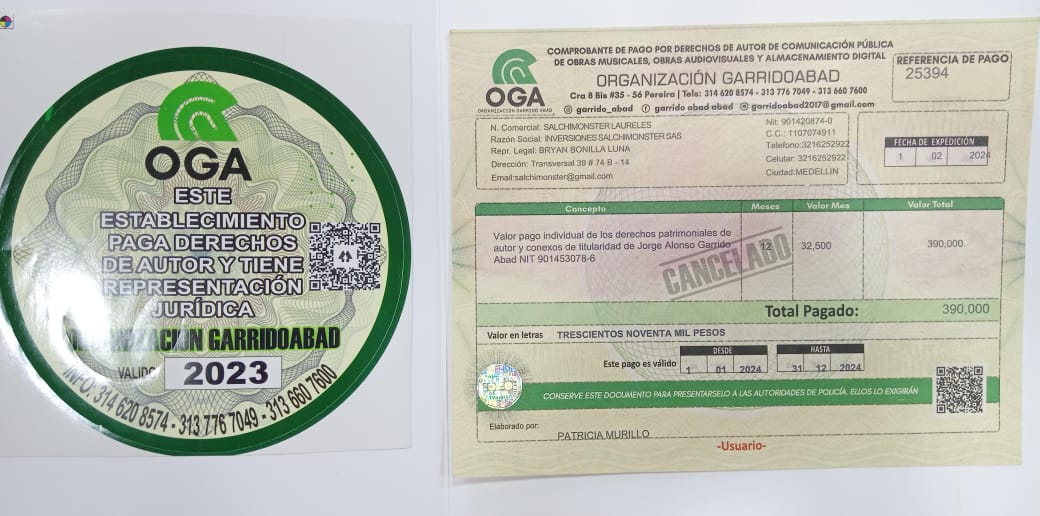 OGA
ESTE
ESTABLECIMIENTO
PAGA DERECHOS
DE AUTOR Y TIENE
REPRESENTACIÓN
JURÍDICA
ORGANIZACIÓN GARRIDOABAD
VALIDO
2023
INFO: 314 620 8574 - 313 776 7049 - 313 660 7600
OGA
ORGANIZACIÓN GARRIDO ABAD
COMPROBANTE DE PAGO POR DERECHOS DE AUTOR DE COMUNICACIÓN PÚBLICA
DE OBRAS MUSICALES, OBRAS AUDIOVISUALES Y ALMACENAMIENTO DIGITAL
ORGANIZACIÓN GARRIDOABAD
Cra 8 Bis #35 - 56 Pereira | Tels: 314 620 8574 - 313 776 7049 - 313 660 7600
garrido_abad garrido abad abad garridoabad2017@gmail.com
REFERENCIA DE PAGO
25394
N. Comercial: SALCHIMONSTER LAURELES
Razón Social: INVERSIONES SALCHIMONSTER SAS
Repr. Legal: BRYAN BONILLA LUNA
Dirección: Transversal 39 # 74 B - 14
Email:salchimonster@gmail.com
Nit: 901420874-0
C.C.: 1107074911
Telefono:3216252922
Celular: 3216252922
Ciudad:MEDELLIN
FECHA DE EXPEDICIÓN
1 02 2024
Concepto Meses Valor Mes Valor Total
Valor pago individual de los derechos patrimoniales de
autor y conexos de titularidad de Jorge Alonso Garrido
Abad NIT 901453078-6
12 32,500 390,000
CANCELADO
Total Pagado: 390,000
Valor en letras TRESCIENTOS NOVENTA MIL PESOS
Este pago es válido
DESDE HASTA
1 01 2024 31 12 2024
CONSERVE ESTE DOCUMENTO PARA PRESENTARSELO A LAS AUTORIDADES DE POLICÍA, ELLOS LO EXIGIRÁN
Elaborado por:
PATRICIA MURILLO
-Usuario-